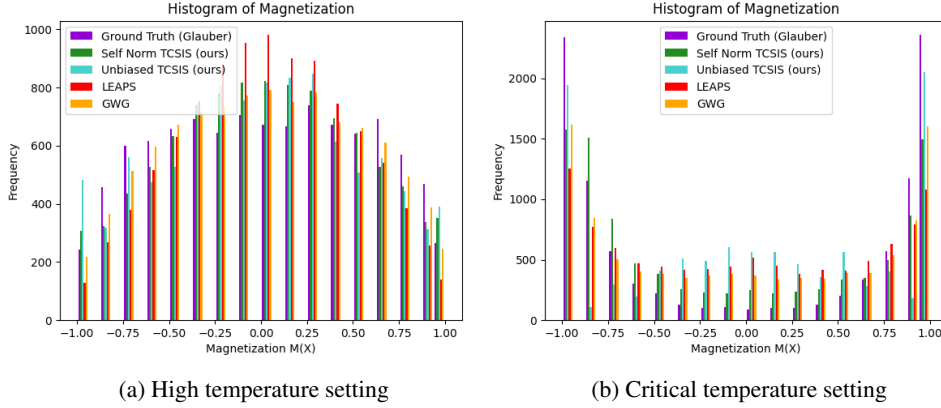 Histogram of Magnetization
1000
800
600
400
200
0
Frequency
Ground Truth (Glauber)
Self Norm TCSIS (ours)
Unbiased TCSIS (ours)
LEAPS
GWG
−1.00 −0.75 −0.50 −0.25 0.00 0.25 0.50 0.75 1.00
Magnetization M(X)
(a) High temperature setting
Histogram of Magnetization
2000
1500
1000
500
0
Frequency
Ground Truth (Glauber)
Self Norm TCSIS (ours)
Unbiased TCSIS (ours)
LEAPS
GWG
−1.00 −0.75 −0.50 −0.25 0.00 0.25 0.50 0.75 1.00
Magnetization M(X)
(b) Critical temperature setting